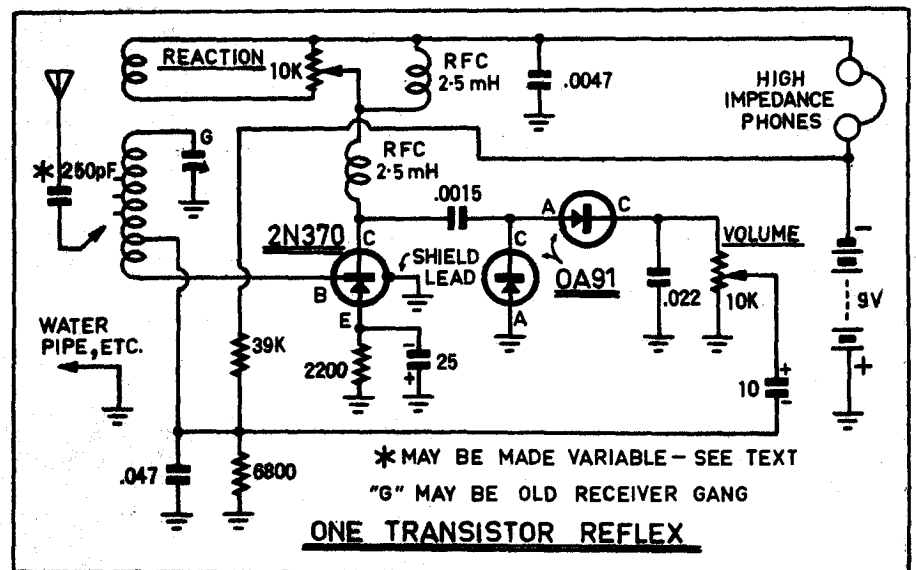 REACTION
10K
RFC
2.5 mH
.0047
HIGH
IMPEDANCE
PHONES
G
* 250pF
RFC
2.5 mH
.0015
A
C
2N370
C
SHIELD
LEAD
B
E
C
A
OA91
VOLUME
.022
10K
-
9V
+
WATER
PIPE, ETC.
39K
2200
-
+
25
10
+
-
.047
6800
* MAY BE MADE VARIABLE - SEE TEXT
"G" MAY BE OLD RECEIVER GANG
ONE TRANSISTOR REFLEX